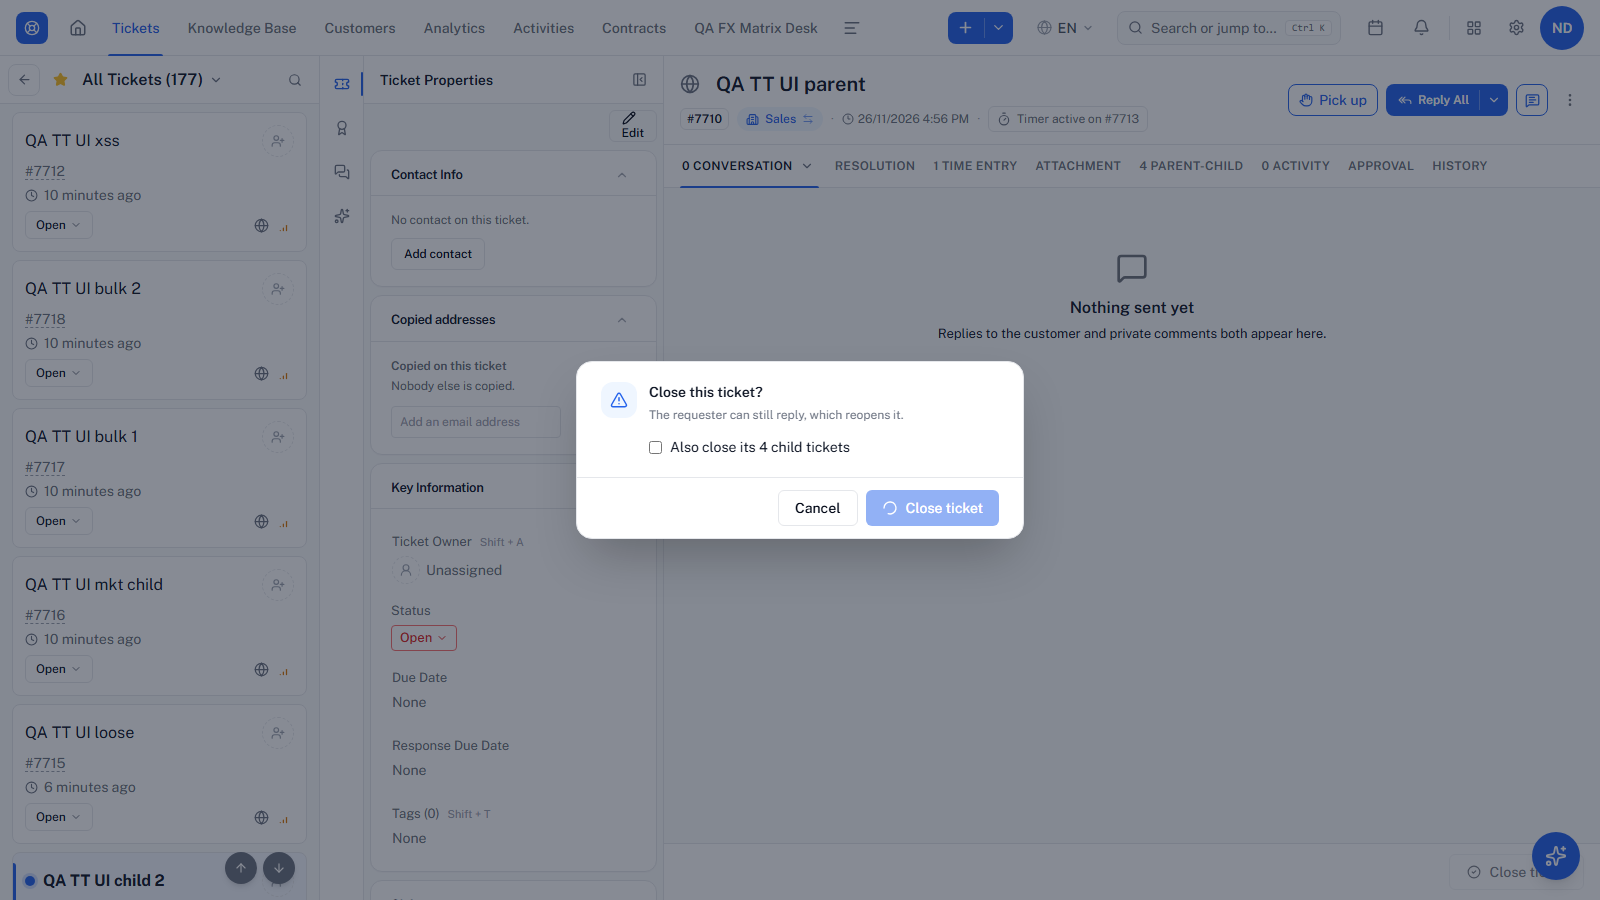 Tickets
Knowledge Base
Customers
Analytics
Activities
Contracts
QA FX Matrix Desk
EN
Search or jump to...
Ctrl K
ND
All Tickets (177)
QA TT UI xss
#7712
10 minutes ago
Open
QA TT UI bulk 2
#7718
10 minutes ago
Open
QA TT UI bulk 1
#7717
10 minutes ago
Open
QA TT UI mkt child
#7716
10 minutes ago
Open
QA TT UI loose
#7715
6 minutes ago
Open
QA TT UI child 2
Ticket Properties
Edit
Contact Info
No contact on this ticket.
Add contact
Copied addresses
Copied on this ticket
Nobody else is copied.
Add an email address
Key Information
Ticket Owner Shift + A
Unassigned
Status
Open
Due Date
None
Response Due Date
None
Tags (0) Shift + T
None
QA TT UI parent
#7710
Sales
· 26/11/2026 4:56 PM ·
Timer active on #7713
Pick up
Reply All
0 CONVERSATION
RESOLUTION
1 TIME ENTRY
ATTACHMENT
4 PARENT-CHILD
0 ACTIVITY
APPROVAL
HISTORY
Nothing sent yet
Replies to the customer and private comments both appear here.
Close this ticket?
The requester can still reply, which reopens it.
Also close its 4 child tickets
Cancel
Close ticket
Close